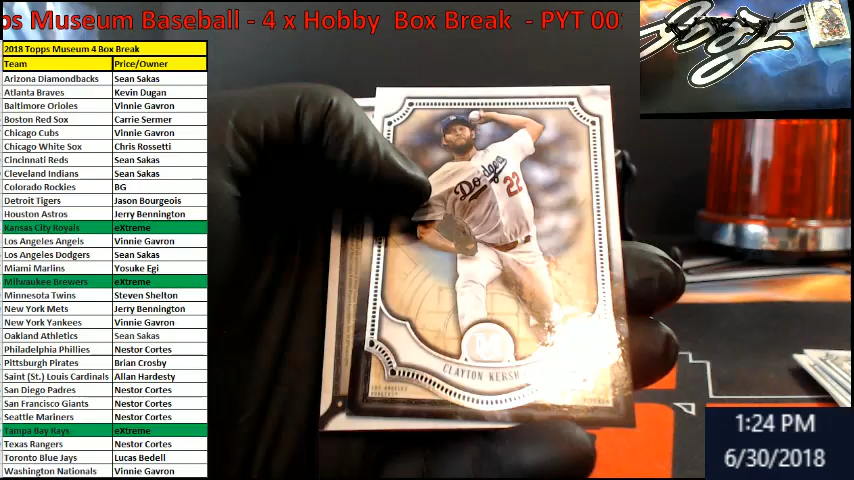 ps Museum Baseball - 4 x Hobby Box Break - PYT 00
2018 Topps Museum 4 Box Break
Team Price/Owner
Arizona Diamondbacks Sean Sakas
Atlanta Braves Kevin Dugan
Baltimore Orioles Vinnie Gavron
Boston Red Sox Carrie Sermer
Chicago Cubs Vinnie Gavron
Chicago White Sox Chris Rossetti
Cincinnati Reds Sean Sakas
Cleveland Indians Sean Sakas
Colorado Rockies BG
Detroit Tigers Jason Bourgeois
Houston Astros Jerry Bennington
Kansas City Royals eXtreme
Los Angeles Angels Vinnie Gavron
Los Angeles Dodgers Sean Sakas
Miami Marlins Yosuke Egi
Milwaukee Brewers eXtreme
Minnesota Twins Steven Shelton
New York Mets Jerry Bennington
New York Yankees Vinnie Gavron
Oakland Athletics Sean Sakas
Philadelphia Phillies Nestor Cortes
Pittsburgh Pirates Brian Crosby
Saint (St.) Louis Cardinals Allan Hardesty
San Diego Padres Nestor Cortes
San Francisco Giants Nestor Cortes
Seattle Mariners Nestor Cortes
Tampa Bay Rays eXtreme
Texas Rangers Nestor Cortes
Toronto Blue Jays Lucas Bedell
Washington Nationals Vinnie Gavron
Dodgers
22
CLAYTON KERSH
LOS ANGELES
DODGERS
1:24 PM
6/30/2018